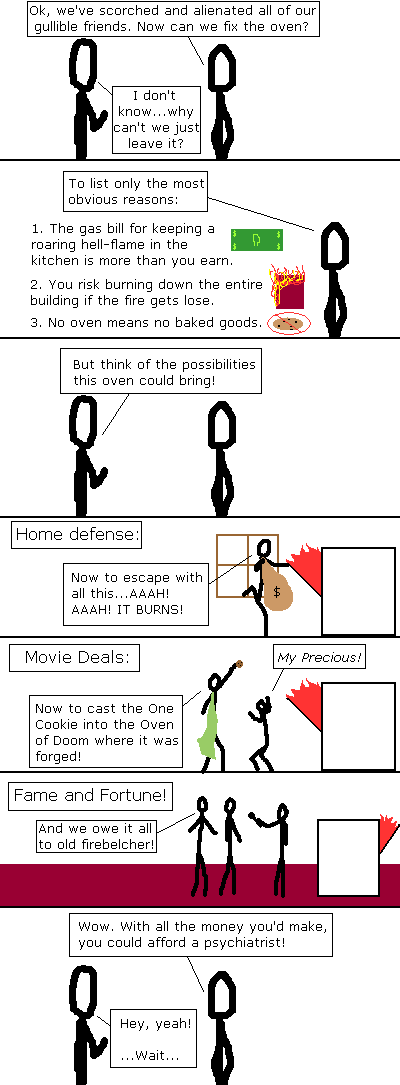 Ok, we've scorched and alienated all of our
gullible friends. Now can we fix the oven?
I don't
know...why
can't we just
leave it?
To list only the most
obvious reasons:
1. The gas bill for keeping a
roaring hell-flame in the
kitchen is more than you earn.
2. You risk burning down the entire
building if the fire gets lose.
3. No oven means no baked goods.
But think of the possibilities
this oven could bring!
Home defense:
Now to escape with
all this...AAAH!
AAAH! IT BURNS!
$
Movie Deals:
My Precious!
Now to cast the One
Cookie into the Oven
of Doom where it was
forged!
Fame and Fortune!
And we owe it all
to old firebelcher!
Wow. With all the money you'd make,
you could afford a psychiatrist!
Hey, yeah!
...Wait...